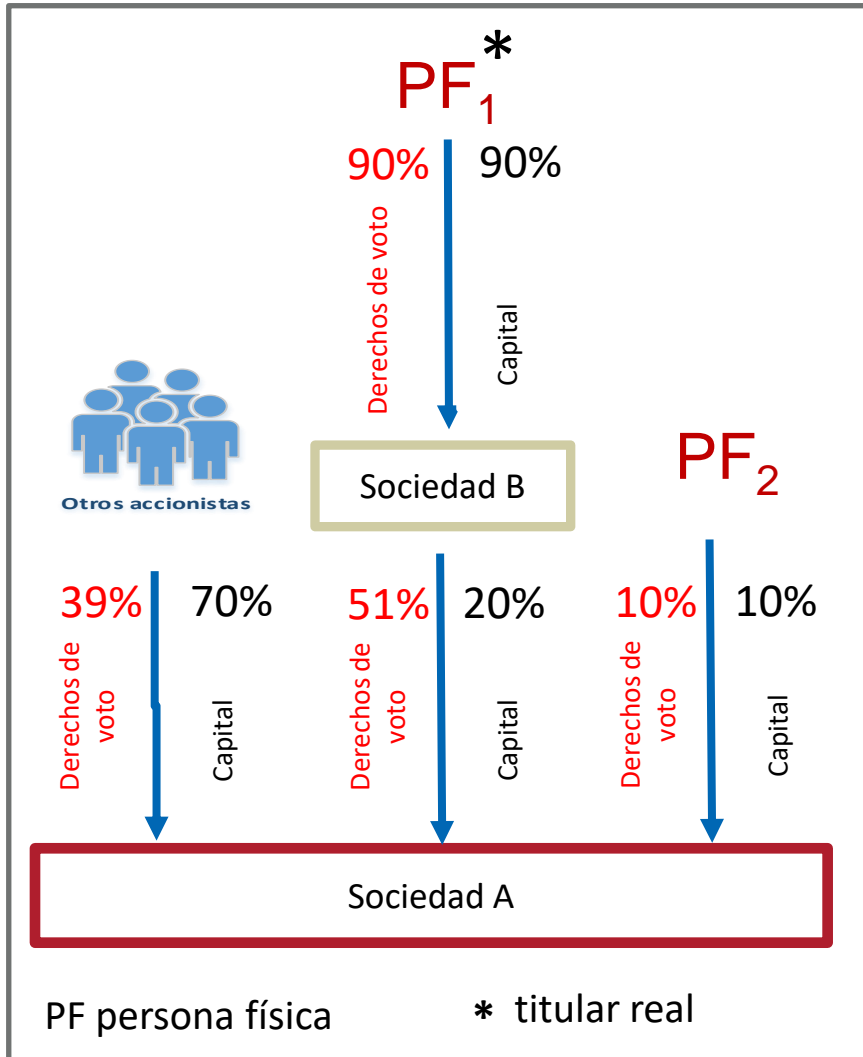 PF1*
90% 90%
Derechos de voto
Capital
Otros accionistas
Sociedad B
PF2
39% 70%
Derechos de
voto
Capital
51% 20%
Derechos de
voto
Capital
10% 10%
Derechos de
voto
Capital
Sociedad A
PF persona física
* titular real